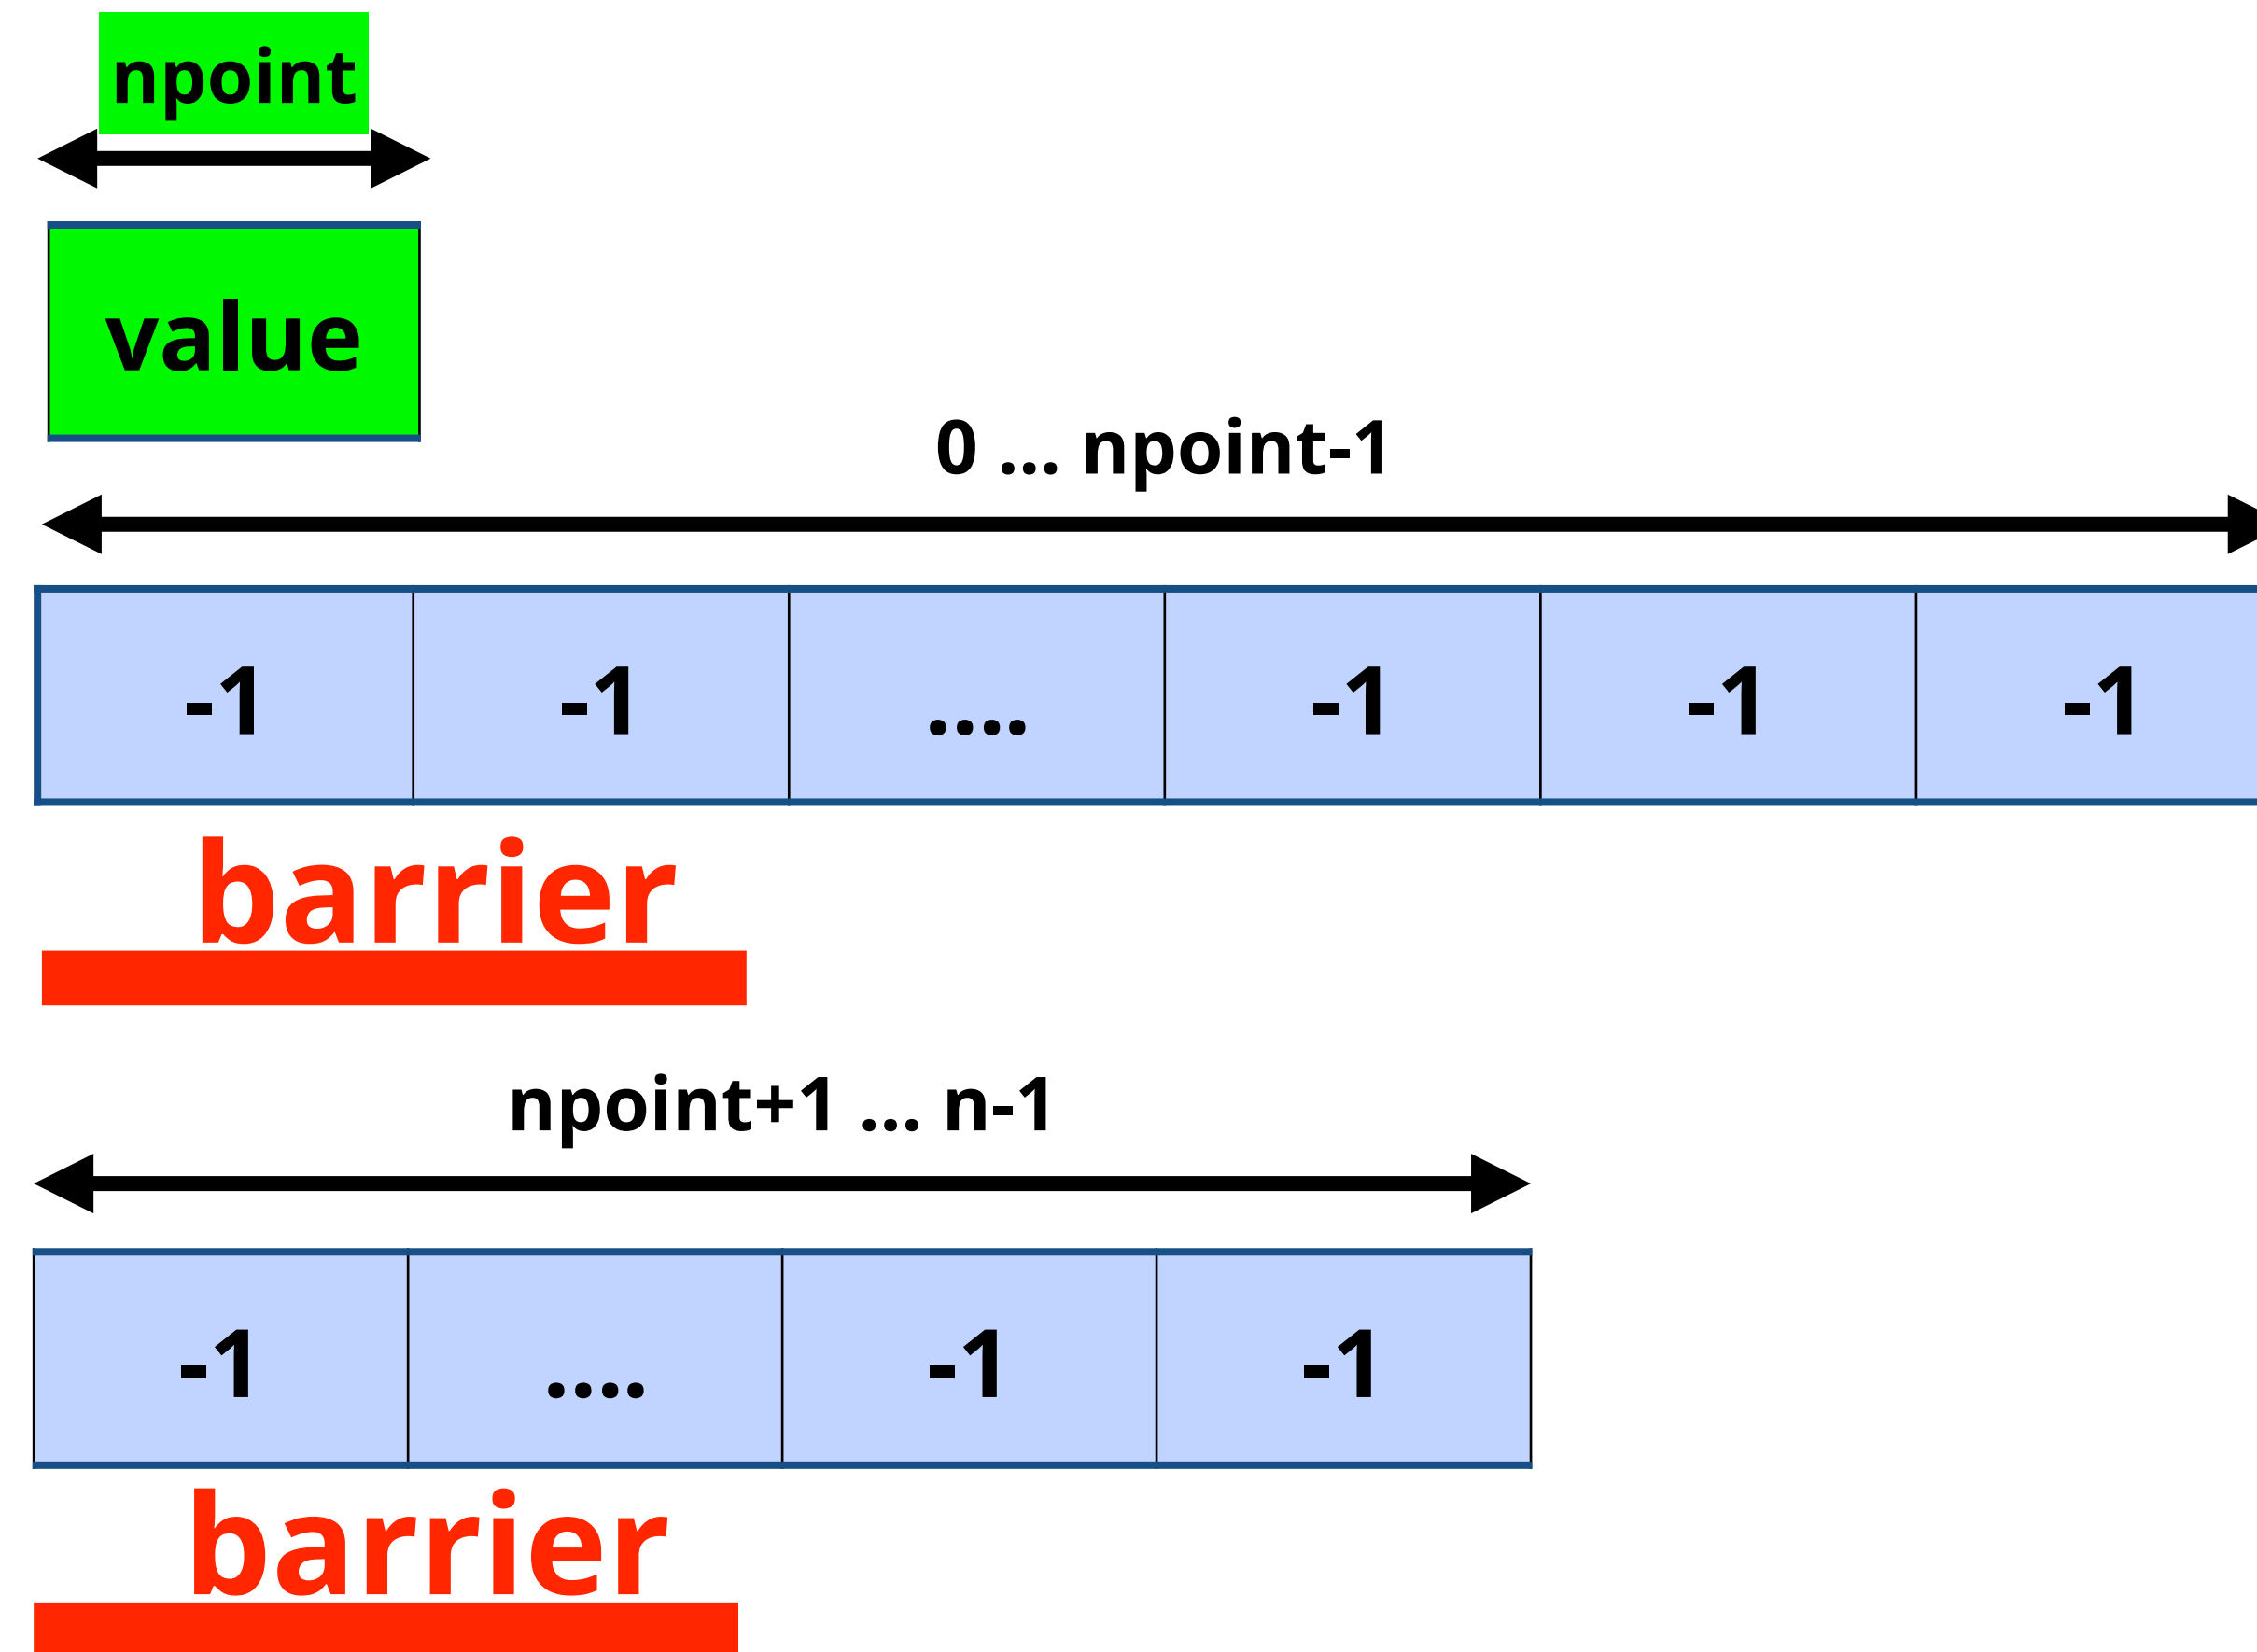 npoint
value
0 ... npoint-1
-1 -1 .... -1 -1 -1
barrier
npoint+1 ... n-1
-1 .... -1 -1
barrier